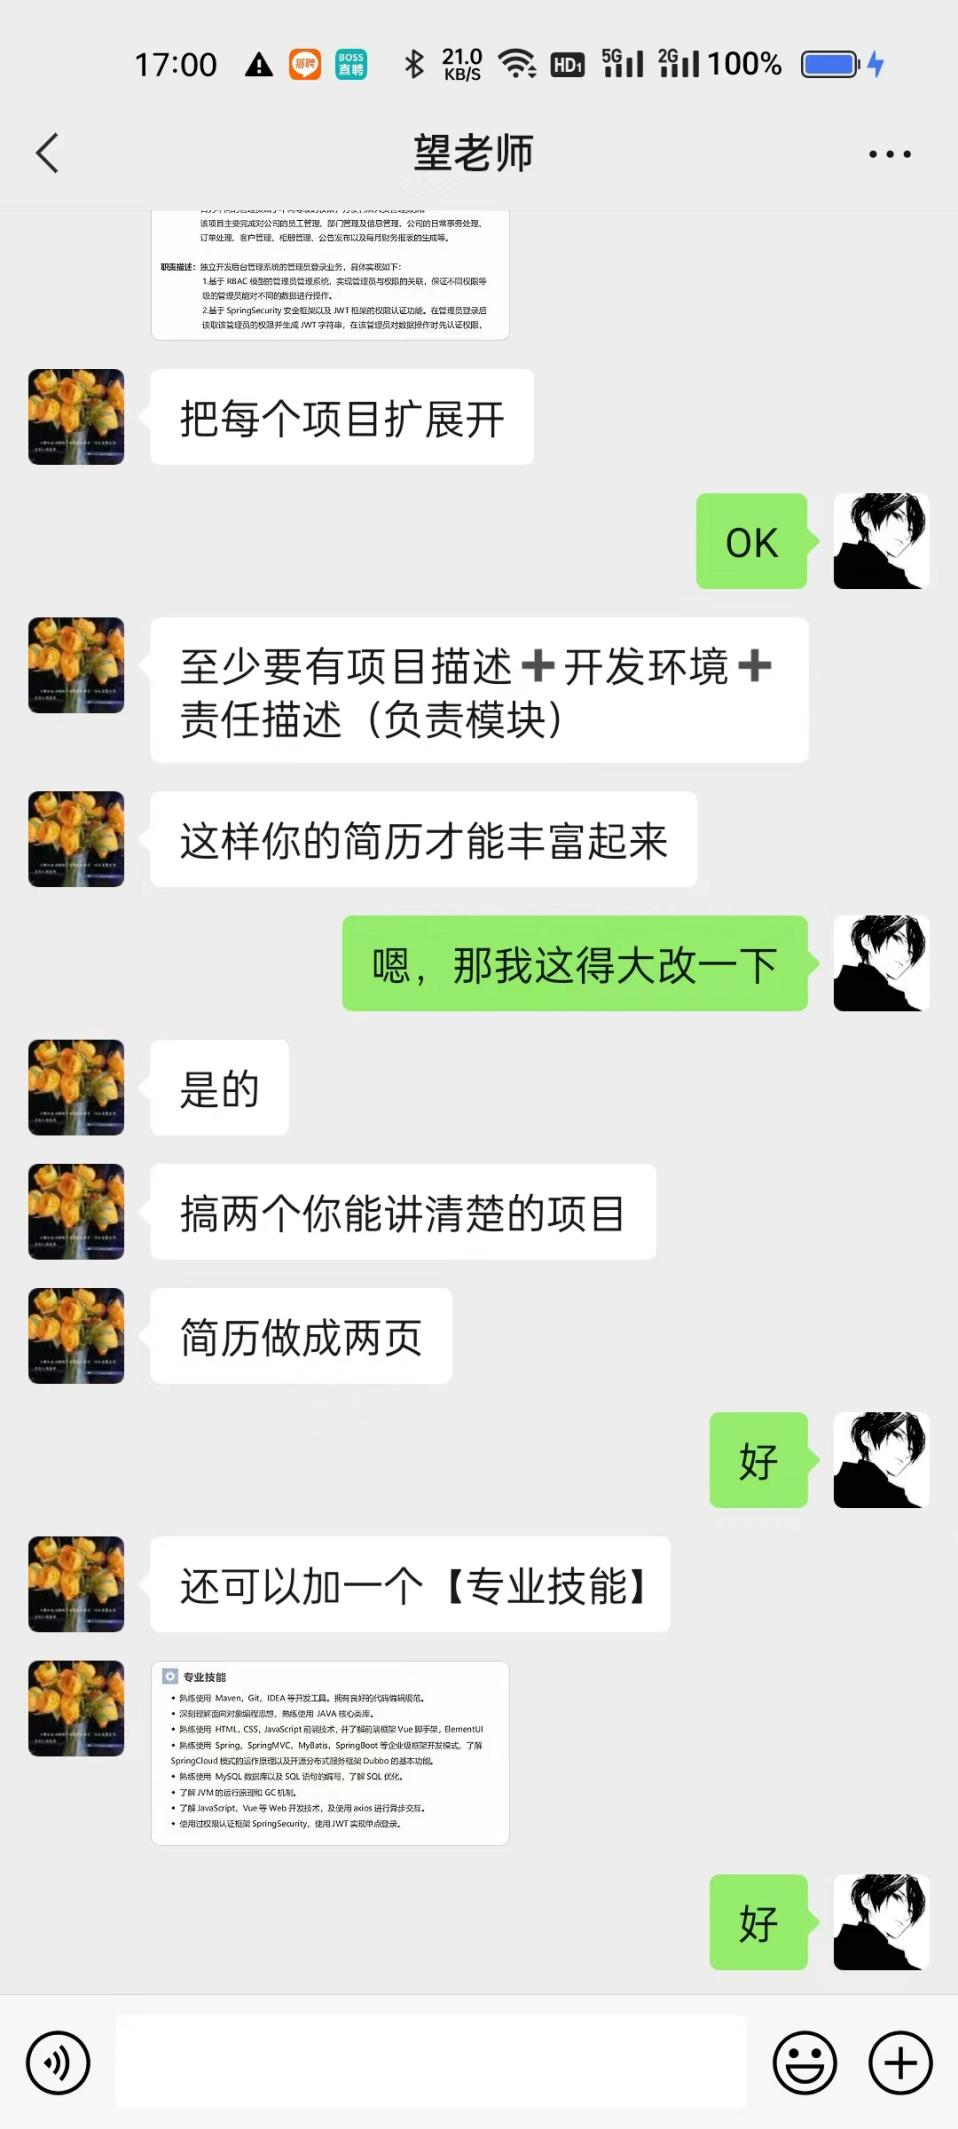 17:00
猎聘
BOSS
直聘
21.0
KB/S
HD1
5G
2G
100%
望老师
该项目主要完成对公司的员工管理、部门管理及信息管理、公司的日常事务处理、
订单处理、客户管理、柜册管理、公告发布以及每月财务报表的生成等。
职责描述：独立开发后台管理系统的管理员登录业务，具体实现如下：
1.基于 RBAC 模型的管理员管理系统，实现管理员与权限的关联，保证不同权限等
级的管理员能对不同的数据进行操作。
2.基于 SpringSecurity 安全框架以及 JWT 框架的权限认证功能。在管理员登录后
读取该管理员的权限并生成 JWT 字符串，在该管理员对数据操作时先认证权限，
把每个项目扩展开
OK
至少要有项目描述➕开发环境➕
责任描述（负责模块）
这样你的简历才能丰富起来
嗯，那我这得大改一下
是的
搞两个你能讲清楚的项目
简历做成两页
好
还可以加一个【专业技能】
专业技能
• 熟练使用 Maven，Git，IDEA 等开发工具。拥有良好的代码编辑规范。
• 深刻理解面向对象编程思想，熟练使用 JAVA 核心类库。
• 熟练使用 HTML，CSS，JavaScript 前端技术，并了解前端框架 Vue 脚手架，ElementUI
• 熟练使用 Spring，SpringMVC，MyBatis，SpringBoot 等企业级框架开发模式。了解
SpringCloud 模式的运作原理以及开源分布式服务框架 Dubbo 的基本功能。
• 熟练使用 MySQL 数据库以及 SQL 语句的编写，了解 SQL 优化。
• 了解 JVM 的运行原理和 GC 机制。
• 了解 JavaScript，Vue 等 Web 开发技术，及使用 axios 进行异步交互。
• 使用过权限认证框架 SpringSecurity，使用 JWT 实现单点登录。
好